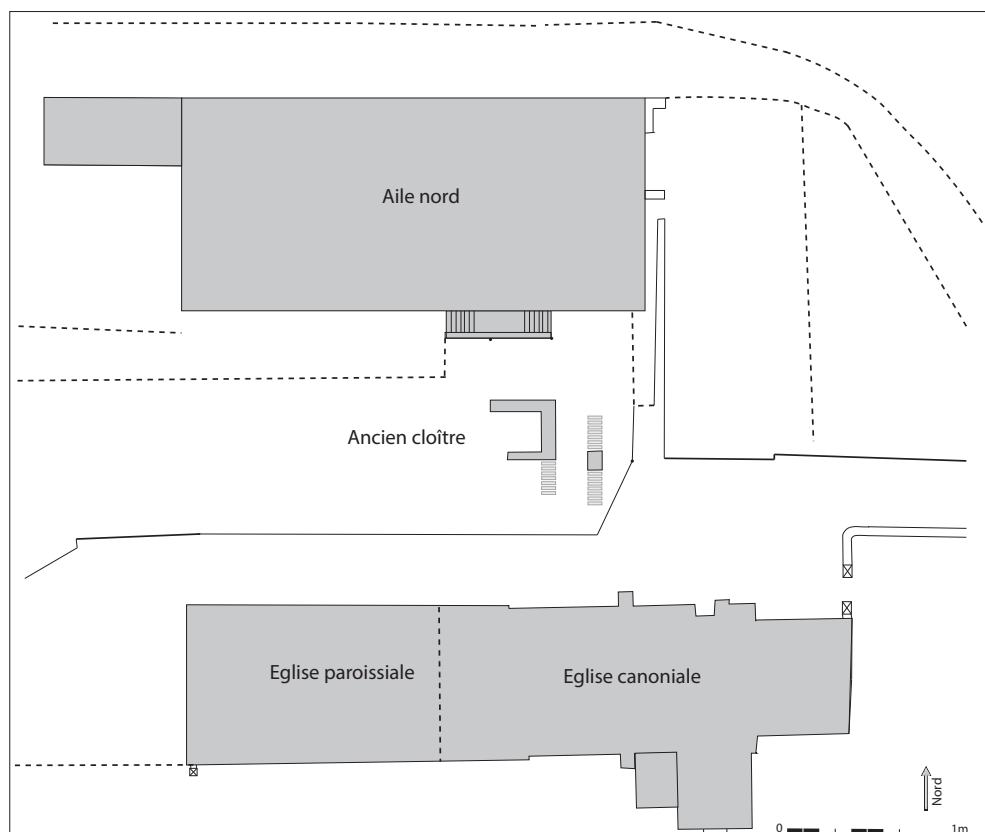 Aile nord
Ancien cloître
Eglise paroissiale
Eglise canoniale
Nord
0 1m